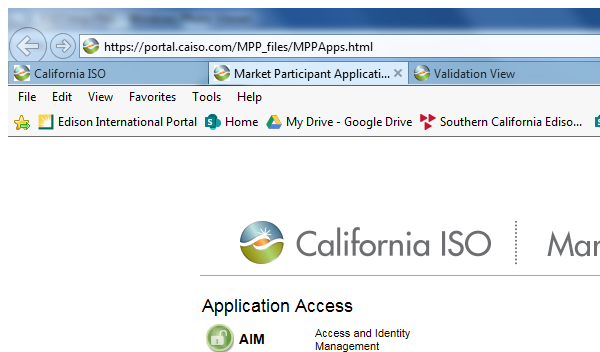 https://portal.caiso.com/MPP_files/MPPApps.html
California ISO Market Participant Applicati... Validation View
File Edit View Favorites Tools Help
Edison International Portal Home My Drive - Google Drive Southern California Ediso...
California ISO Mar
Application Access
AIM Access and Identity
Management